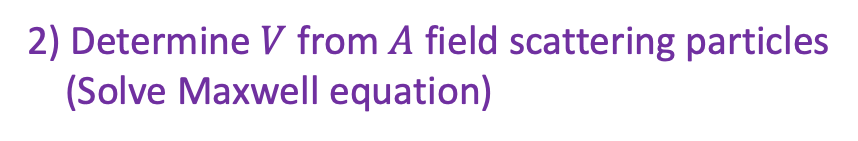 2) Determine V from A field scattering particles
(Solve Maxwell equation)